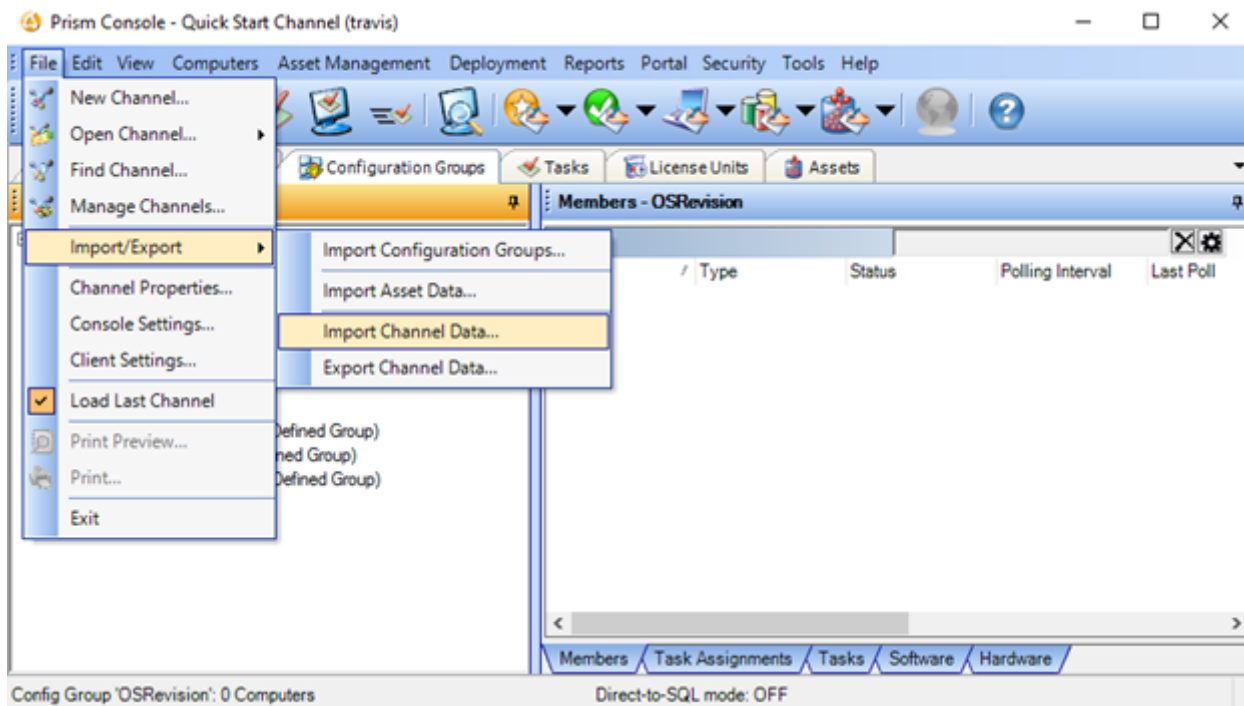 Prism Console - Quick Start Channel (travis)
File Edit View Computers Asset Management Deployment Reports Portal Security Tools Help
New Channel...
Open Channel...
Find Channel...
Manage Channels...
Import/Export
Channel Properties...
Console Settings...
Client Settings...
Load Last Channel
Print Preview...
Print...
Exit
Import Configuration Groups...
Import Asset Data...
Import Channel Data...
Export Channel Data...
Configuration Groups Tasks License Units Assets
Members - OSRevision
Type Status Polling Interval Last Poll
Defined Group)
ned Group)
Defined Group)
Members Task Assignments Tasks Software Hardware
Config Group 'OSRevision': 0 Computers Direct-to-SQL mode: OFF